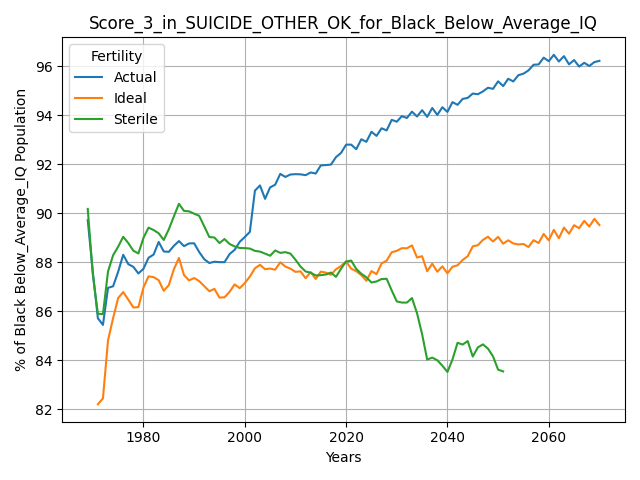 Score_3_in_SUICIDE_OTHER_OK_for_Black_Below_Average_IQ
Fertility
Actual
Ideal
Sterile
% of Black Below_Average_IQ Population
96
94
92
90
88
86
84
82
1980
2000
2020
2040
2060
Years